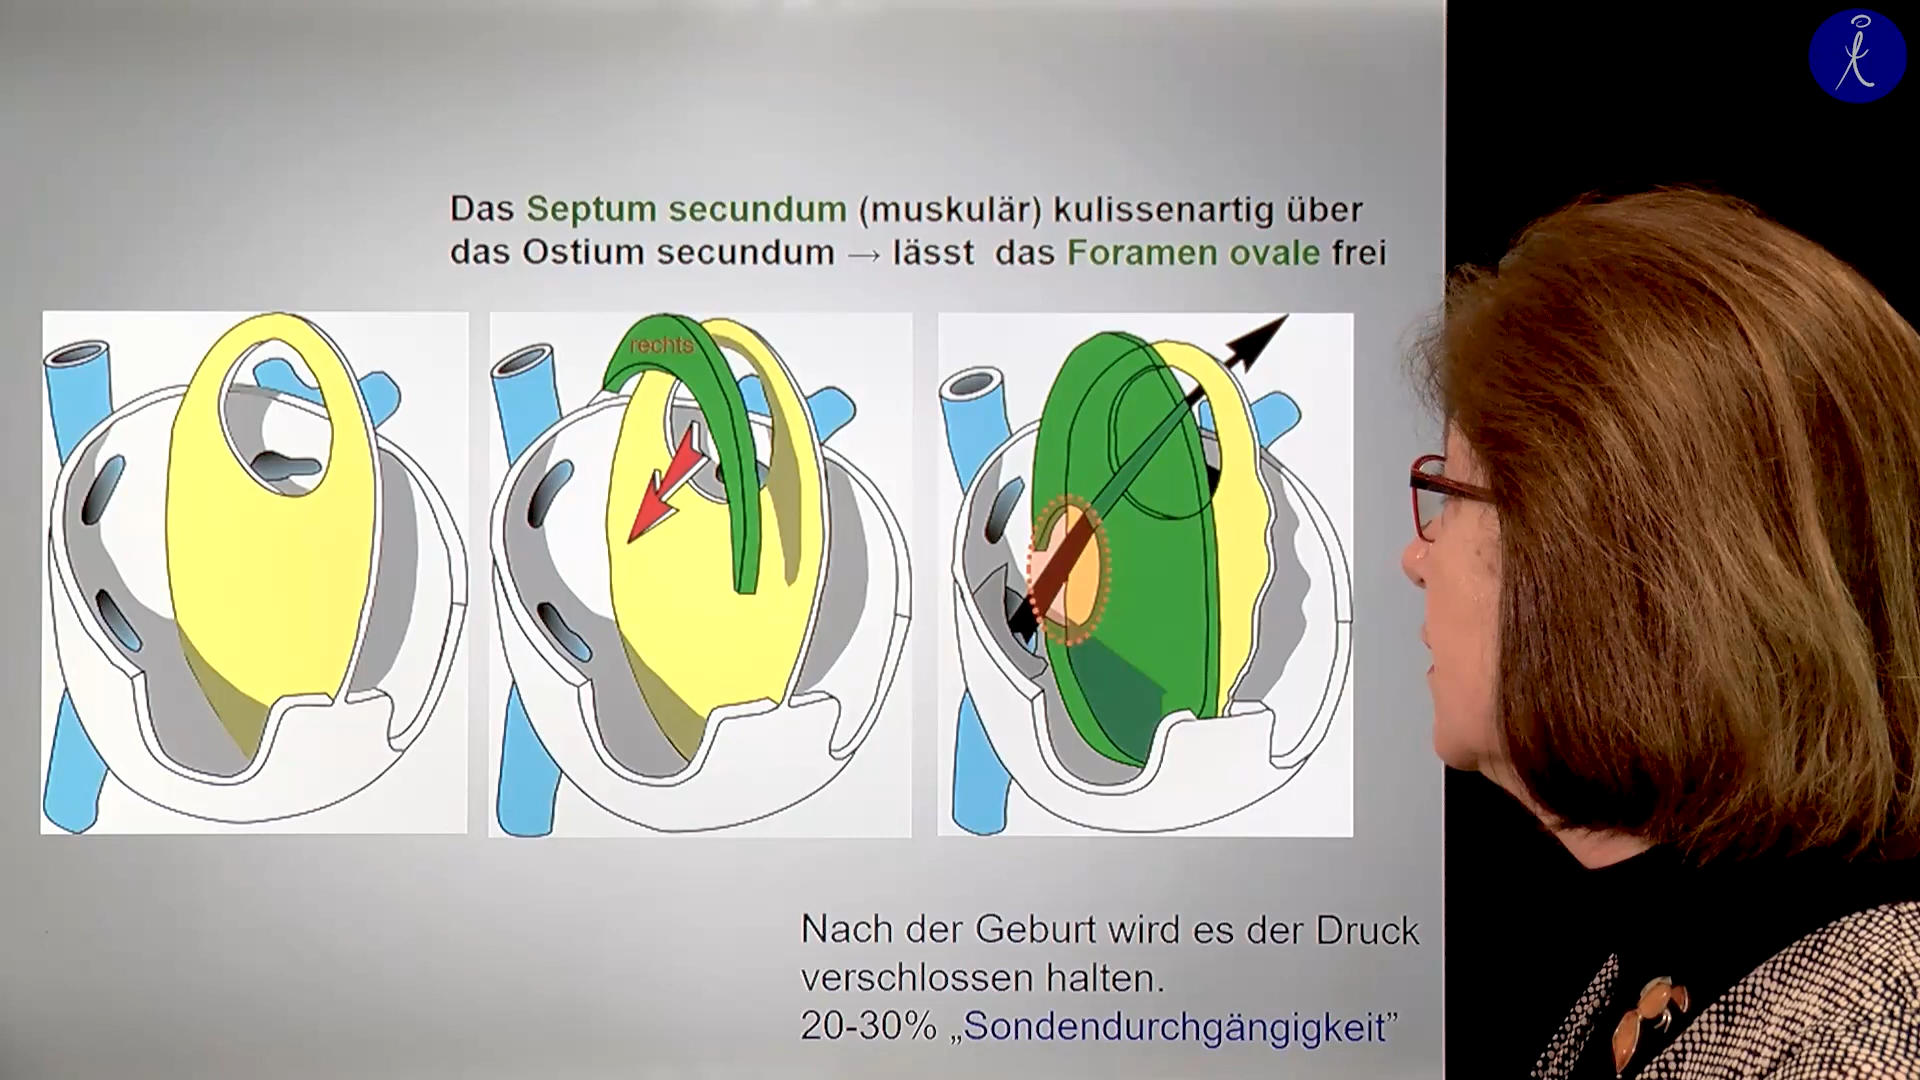 Das Septum secundum (muskulär) kulissenartig über
das Ostium secundum → lässt das Foramen ovale frei
rechts
Nach der Geburt wird es der Druck
verschlossen halten.
20-30% „Sondendurchgängigkeit”